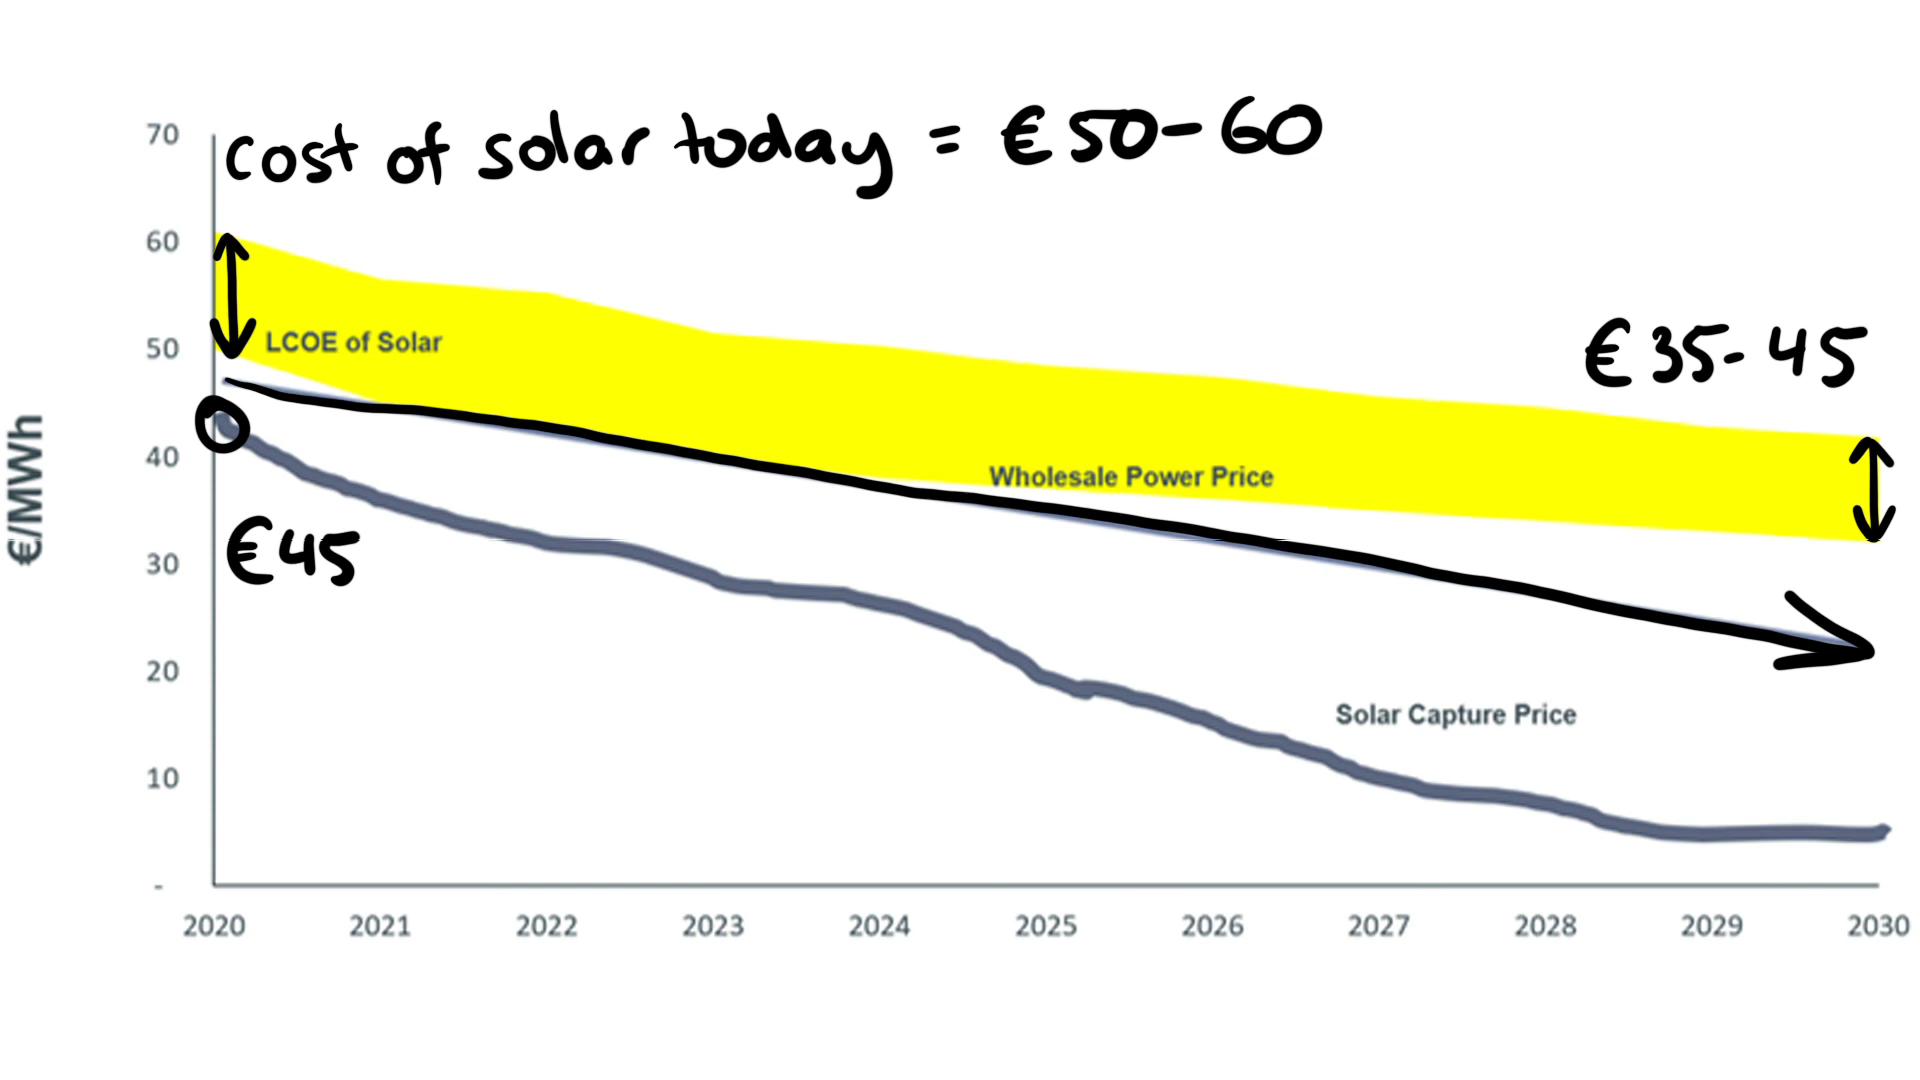 70
cost of solar today = €50-60
60
LCOE of Solar
50
€35-45
€/MWh
40
Wholesale Power Price
€45
30
20
Solar Capture Price
10
-
2020 2021 2022 2023 2024 2025 2026 2027 2028 2029 2030